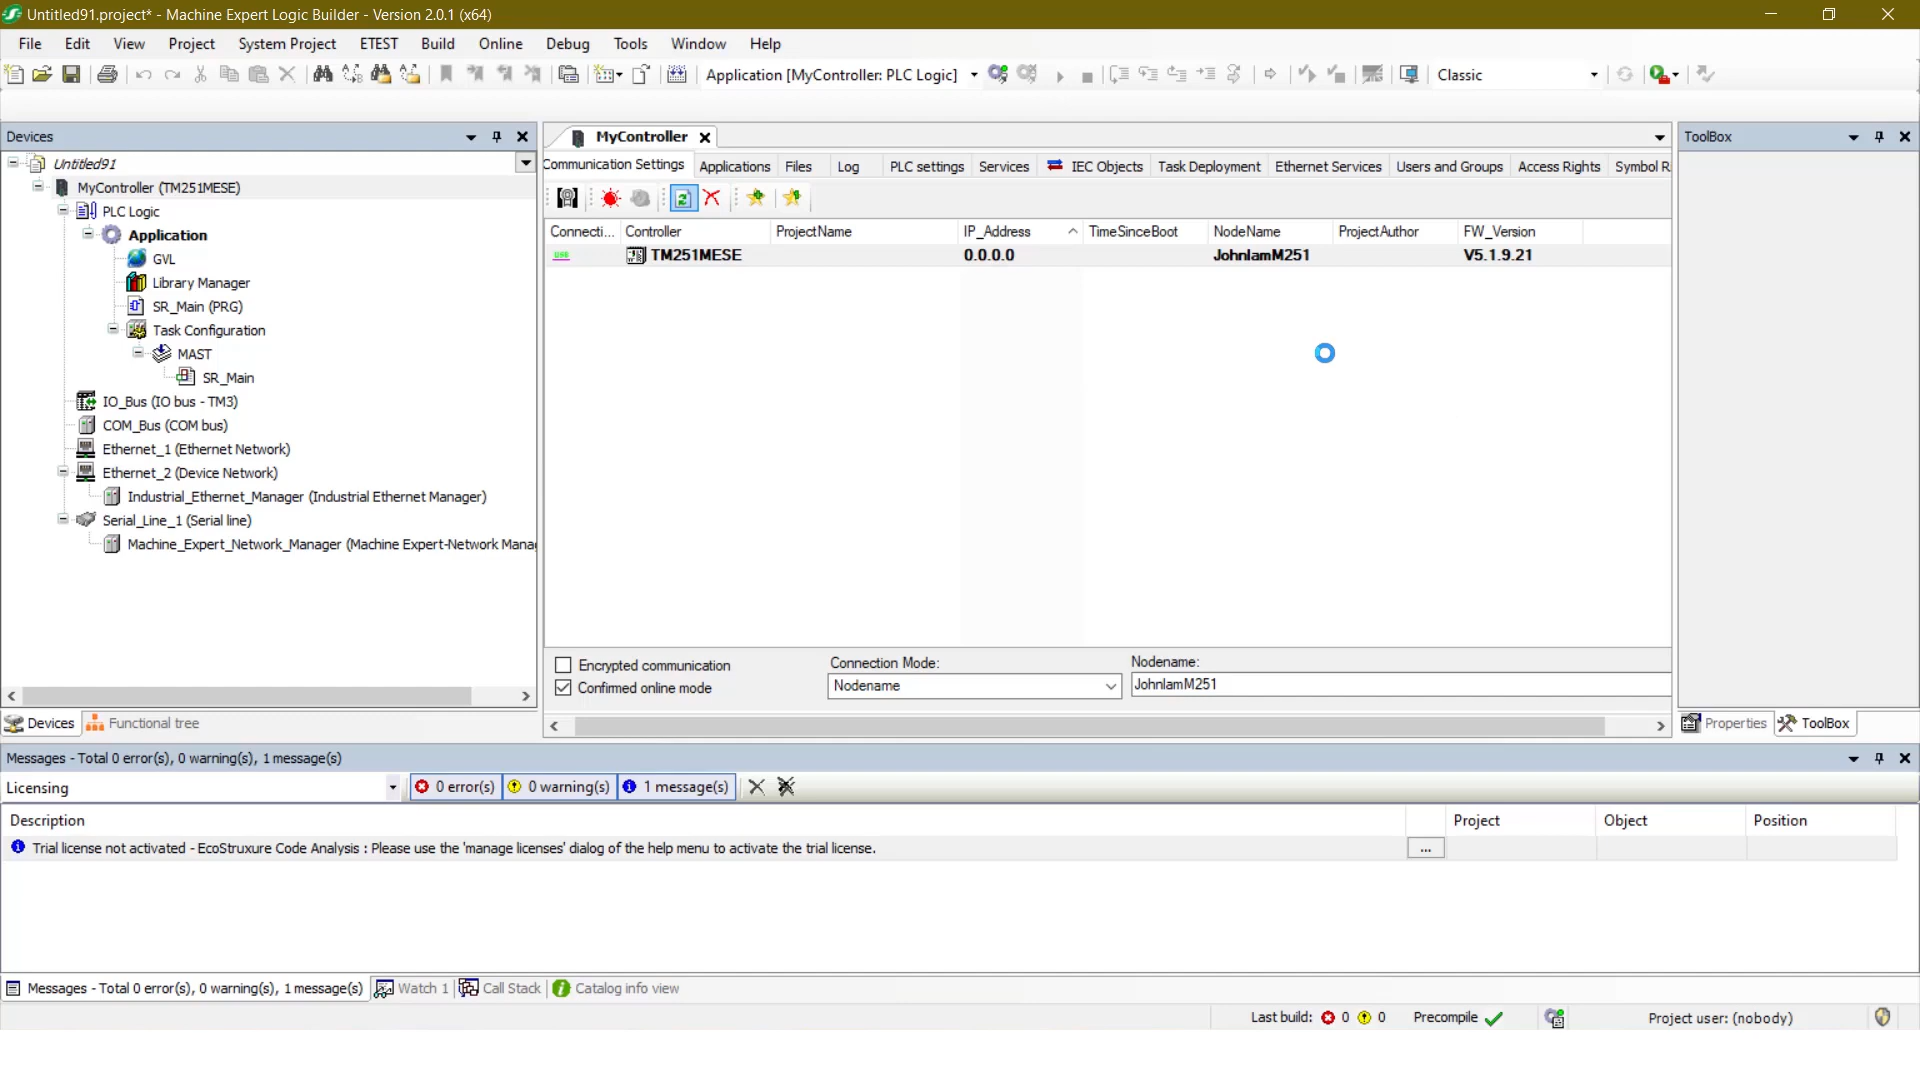 Untitled91.project* - Machine Expert Logic Builder - Version 2.0.1 (x64)
File Edit View Project System Project ETEST Build Online Debug Tools Window Help
Application [MyController: PLC Logic] Classic
Devices
Untitled91
MyController (TM251MESE)
PLC Logic
Application
GVL
Library Manager
SR_Main (PRG)
Task Configuration
MAST
SR_Main
IO_Bus (IO bus - TM3)
COM_Bus (COM bus)
Ethernet_1 (Ethernet Network)
Ethernet_2 (Device Network)
Industrial_Ethernet_Manager (Industrial Ethernet Manager)
Serial_Line_1 (Serial line)
Machine_Expert_Network_Manager (Machine Expert-Network Mana
Devices Functional tree
MyController
Communication Settings Applications Files Log PLC settings Services IEC Objects Task Deployment Ethernet Services Users and Groups Access Rights Symbol R
Connecti... Controller ProjectName IP_Address TimeSinceBoot NodeName ProjectAuthor FW_Version
USE TM251MESE 0.0.0.0 JohnlamM251 V5.1.9.21
Encrypted communication
Confirmed online mode
Connection Mode:
Nodename
Nodename:
JohnlamM251
ToolBox
Properties ToolBox
Messages - Total 0 error(s), 0 warning(s), 1 message(s)
Licensing 0 error(s) 0 warning(s) 1 message(s)
Description Project Object Position
Trial license not activated - EcoStruxure Code Analysis : Please use the 'manage licenses' dialog of the help menu to activate the trial license. ...
Messages - Total 0 error(s), 0 warning(s), 1 message(s) Watch 1 Call Stack Catalog info view
Last build: 0 0 Precompile Project user: (nobody)